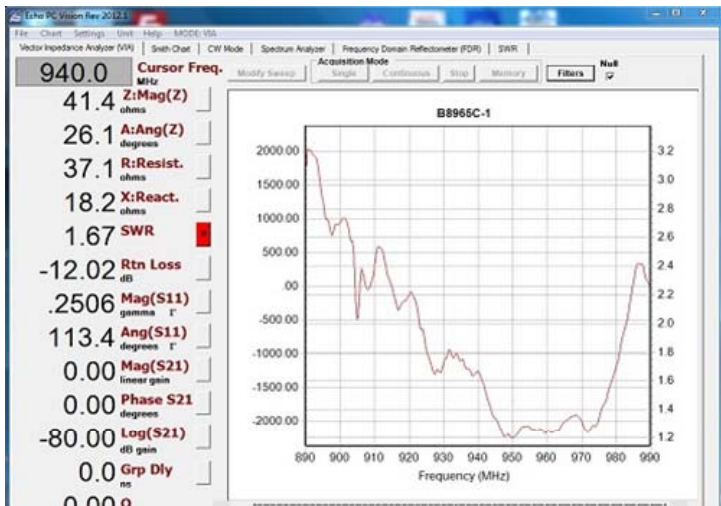 Echo PC Vision Rev 2012.1
File Chart Settings Unit Help MODE: VIA
Vector Impedance Analyzer (VIA) Smith Chart CW Mode Spectrum Analyzer Frequency Domain Reflectometer (FDR) SWR
940.0 Cursor Freq.
MHz
Acquisition Mode
Modify Sweep Single Continuous Stop Memory Filters Null
41.4 Z:Mag(Z)
ohms
26.1 A:Ang(Z)
degrees
37.1 R:Resist.
ohms
18.2 X:React.
ohms
1.67 SWR
-12.02 Rtn Loss
dB
.2506 Mag(S11)
gamma Γ
113.4 Ang(S11)
degrees Γ
0.00 Mag(S21)
linear gain
0.00 Phase S21
degrees
-80.00 Log(S21)
dB gain
0.0 Grp Dly
ns
0.00 Q
B8965C-1
2000.00 3.2
1500.00 3.0
1000.00 2.8
500.00 2.6
.00 2.4
-500.00 2.2
-1000.00 2.0
-1500.00 1.8
-2000.00 1.6
1.4
1.2
890 900 910 920 930 940 950 960 970 980 990
Frequency (MHz)